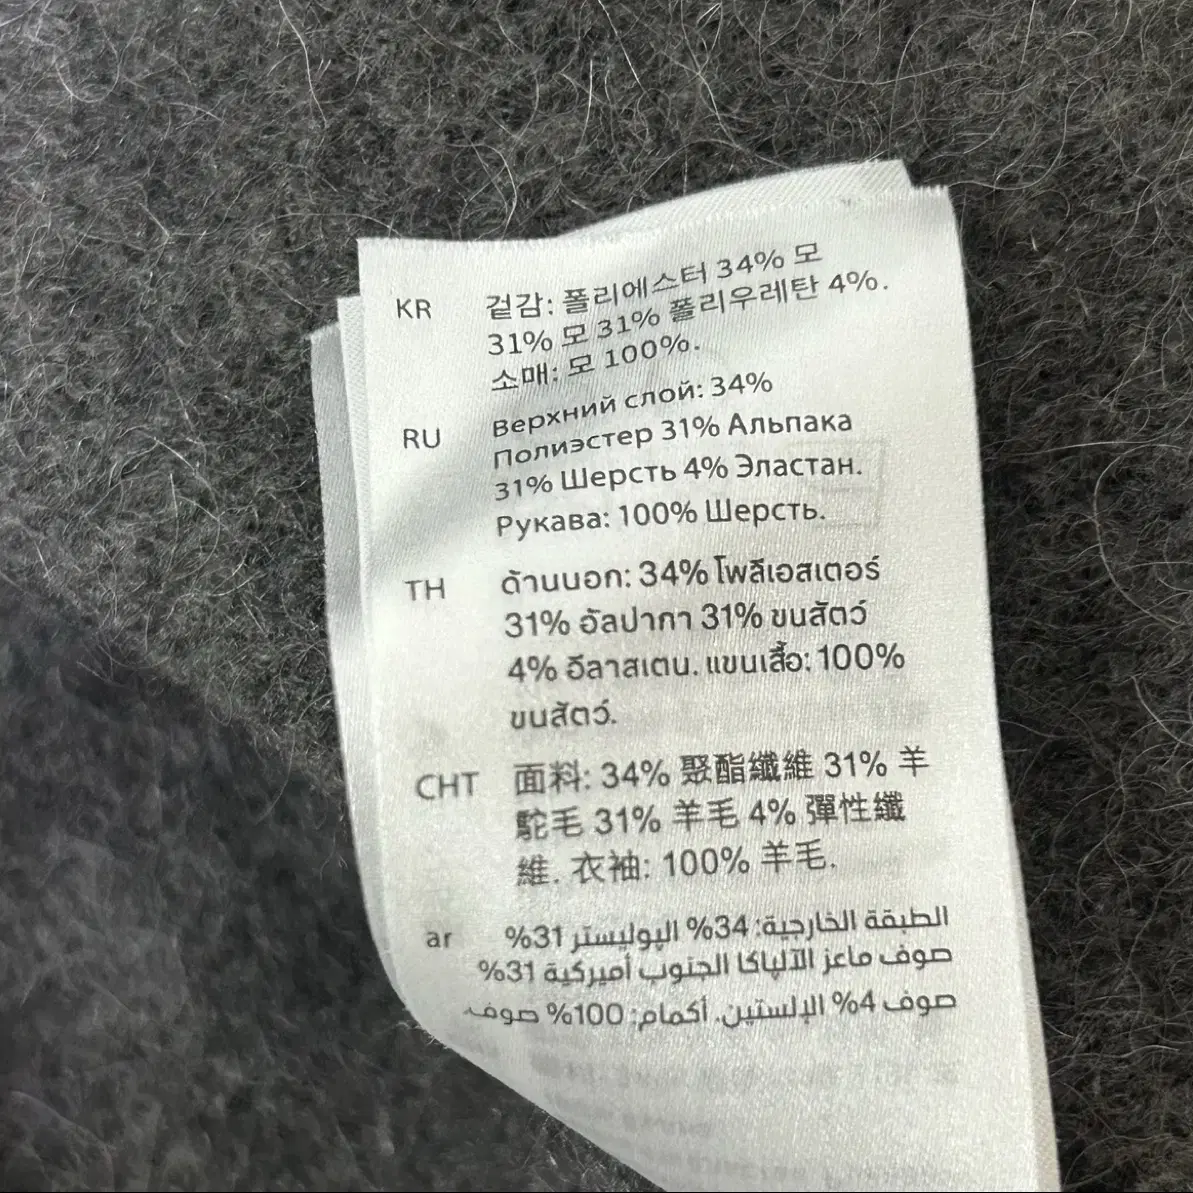 KR 겉감: 폴리에스터 34% 모
31% 모 31% 폴리우레탄 4%.
소매: 모 100%.
RU Верхний слой: 34%
Полиэстер 31% Альпака
31% Шерсть 4% Эластан.
Рукава: 100% Шерсть.
TH ด้านนอก: 34% โพลีเอสเตอร์
31% อัลปากา 31% ขนสัตว์
4% อีลาสเตน. แขนเสื้อ: 100%
ขนสัตว์.
CHT 面料: 34% 聚酯纖維 31% 羊
駝毛 31% 羊毛 4% 彈性纖
維. 衣袖: 100% 羊毛.
ar الطبقة الخارجية: 34% البوليستر 31%
صوف ماعز الآلباكا الجنوب أميركية 31%
صوف 4% الإلستين. أكمام: 100% صوف